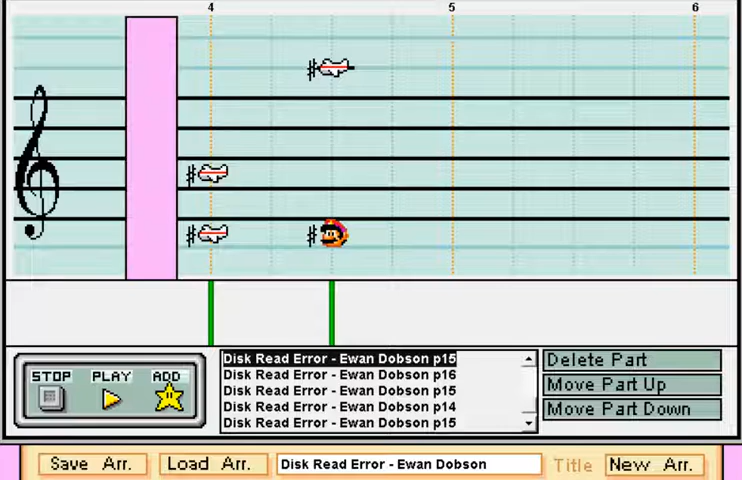 4 5 6
STOP PLAY ADD
Disk Read Error - Ewan Dobson p15
Disk Read Error - Ewan Dobson p16
Disk Read Error - Ewan Dobson p15
Disk Read Error - Ewan Dobson p14
Disk Read Error - Ewan Dobson p15
Delete Part
Move Part Up
Move Part Down
Save Arr. Load Arr. Disk Read Error - Ewan Dobson Title New Arr.